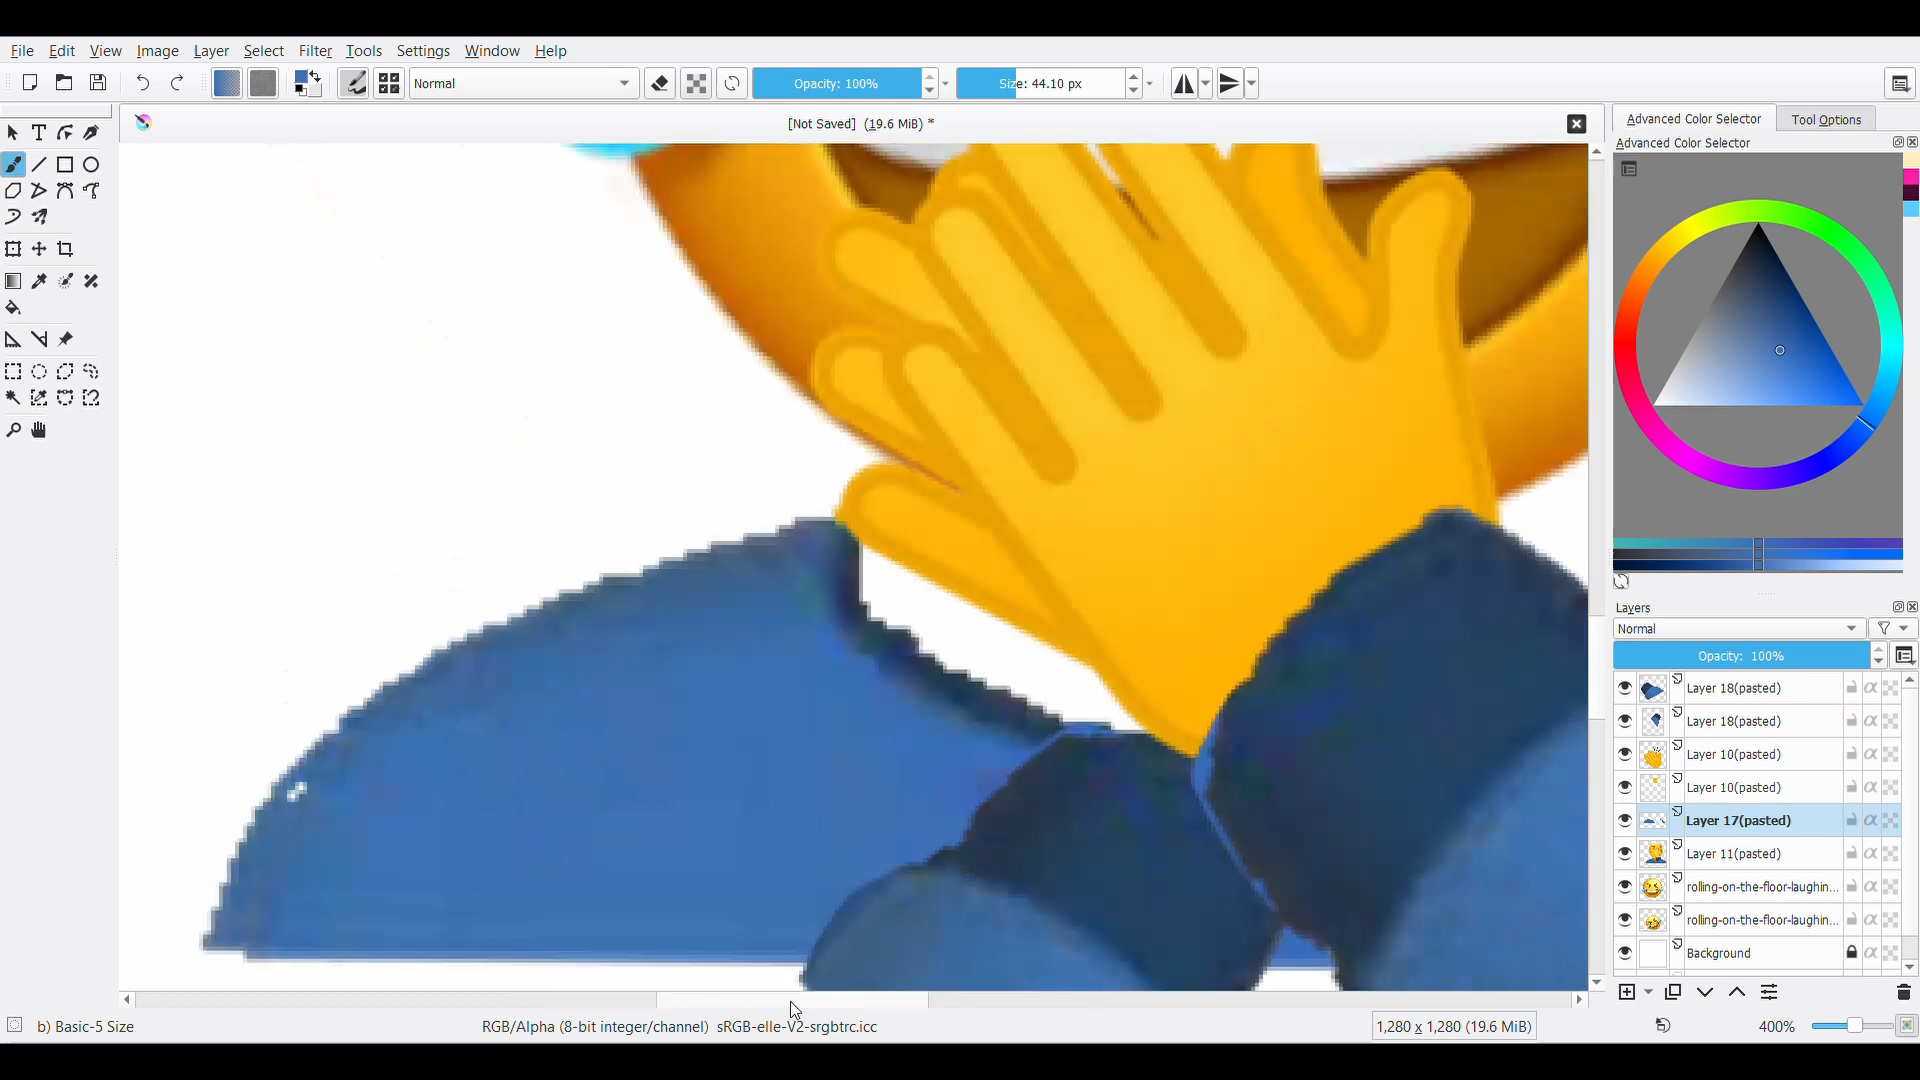 File Edit View Image Layer Select Filter Tools Settings Window Help
Normal
Opacity: 100%
Size: 44.10 px
[Not Saved] (19.6 MiB) *
Advanced Color Selector
Tool Options
Advanced Color Selector
Layers
Normal
Opacity: 100%
Layer 18(pasted)
Layer 18(pasted)
Layer 10(pasted)
Layer 10(pasted)
Layer 17(pasted)
Layer 11(pasted)
rolling-on-the-floor-laughin...
rolling-on-the-floor-laughin...
Background
b) Basic-5 Size
RGB/Alpha (8-bit integer/channel) sRGB-elle-V2-srgbtrc.icc
1,280 x 1,280 (19.6 MiB)
400%